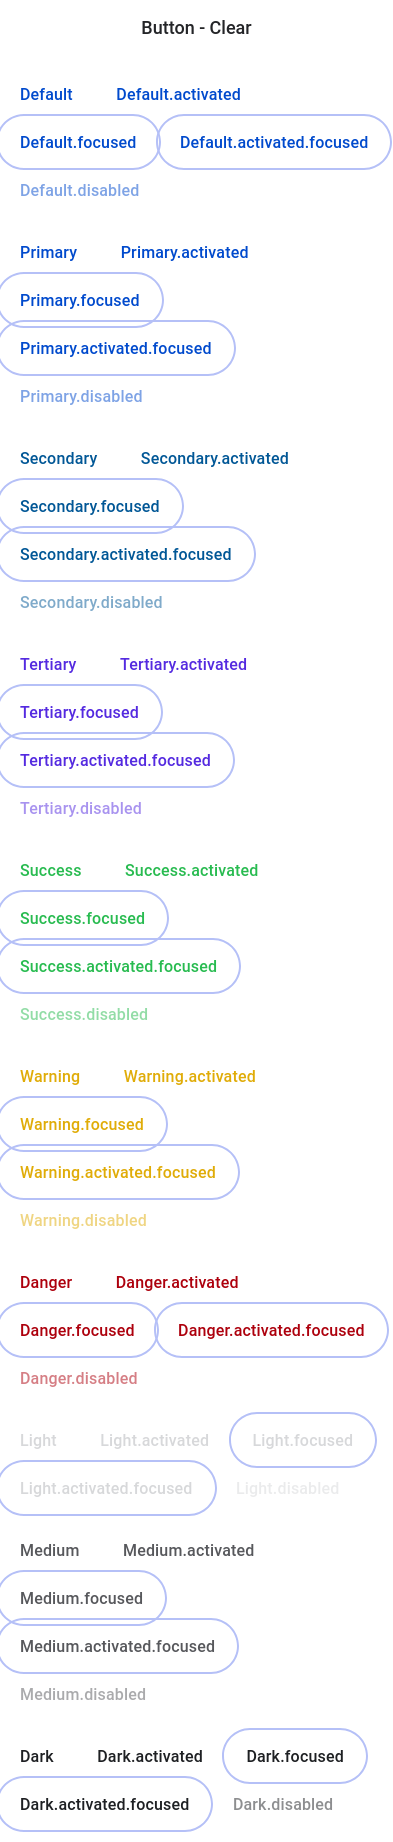 Button - Clear
Default Default.activated
Default.focused Default.activated.focused
Default.disabled
Primary Primary.activated
Primary.focused
Primary.activated.focused
Primary.disabled
Secondary Secondary.activated
Secondary.focused
Secondary.activated.focused
Secondary.disabled
Tertiary Tertiary.activated
Tertiary.focused
Tertiary.activated.focused
Tertiary.disabled
Success Success.activated
Success.focused
Success.activated.focused
Success.disabled
Warning Warning.activated
Warning.focused
Warning.activated.focused
Warning.disabled
Danger Danger.activated
Danger.focused Danger.activated.focused
Danger.disabled
Light Light.activated Light.focused
Light.activated.focused Light.disabled
Medium Medium.activated
Medium.focused
Medium.activated.focused
Medium.disabled
Dark Dark.activated Dark.focused
Dark.activated.focused Dark.disabled